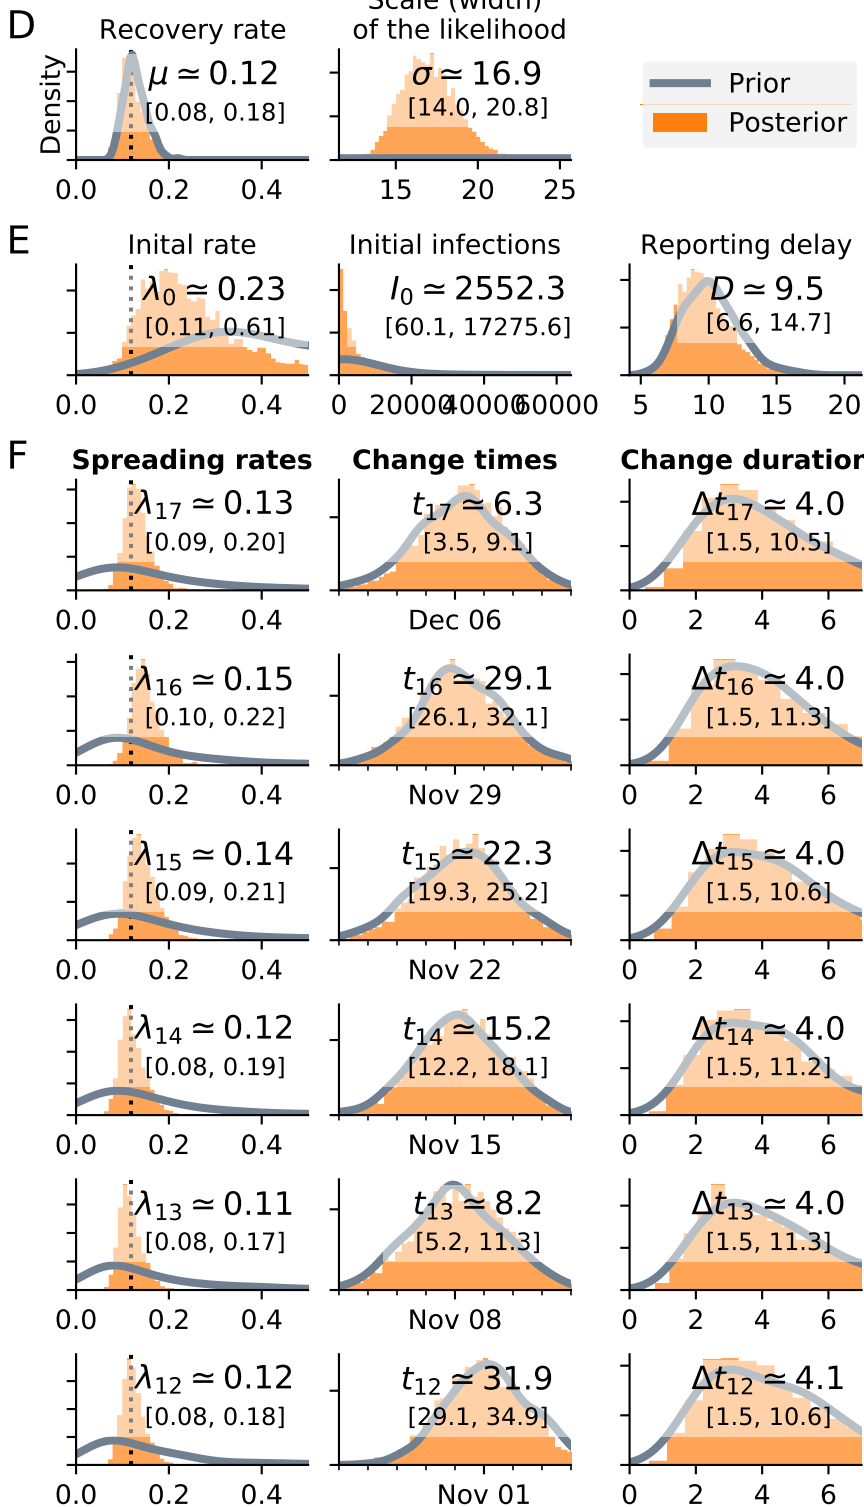 D
Recovery rate
Density
μ ≃ 0.12
[0.08, 0.18]
0.0 0.2 0.4
Scale (width)
of the likelihood
σ ≃ 16.9
[14.0, 20.8]
15 20 25
Prior
Posterior
E
Inital rate
λ0 ≃ 0.23
[0.11, 0.61]
0.0 0.2 0.4
Initial infections
I0 ≃ 2552.3
[60.1, 17275.6]
0 20000 40000 60000
Reporting delay
D ≃ 9.5
[6.6, 14.7]
5 10 15 20
F
Spreading rates Change times Change duration
λ17 ≃ 0.13
[0.09, 0.20]
0.0 0.2 0.4
t17 ≃ 6.3
[3.5, 9.1]
Dec 06
Δt17 ≃ 4.0
[1.5, 10.5]
0 2 4 6
λ16 ≃ 0.15
[0.10, 0.22]
0.0 0.2 0.4
t16 ≃ 29.1
[26.1, 32.1]
Nov 29
Δt16 ≃ 4.0
[1.5, 11.3]
0 2 4 6
λ15 ≃ 0.14
[0.09, 0.21]
0.0 0.2 0.4
t15 ≃ 22.3
[19.3, 25.2]
Nov 22
Δt15 ≃ 4.0
[1.5, 10.6]
0 2 4 6
λ14 ≃ 0.12
[0.08, 0.19]
0.0 0.2 0.4
t14 ≃ 15.2
[12.2, 18.1]
Nov 15
Δt14 ≃ 4.0
[1.5, 11.2]
0 2 4 6
λ13 ≃ 0.11
[0.08, 0.17]
0.0 0.2 0.4
t13 ≃ 8.2
[5.2, 11.3]
Nov 08
Δt13 ≃ 4.0
[1.5, 11.3]
0 2 4 6
λ12 ≃ 0.12
[0.08, 0.18]
0.0 0.2 0.4
t12 ≃ 31.9
[29.1, 34.9]
Nov 01
Δt12 ≃ 4.1
[1.5, 10.6]
0 2 4 6